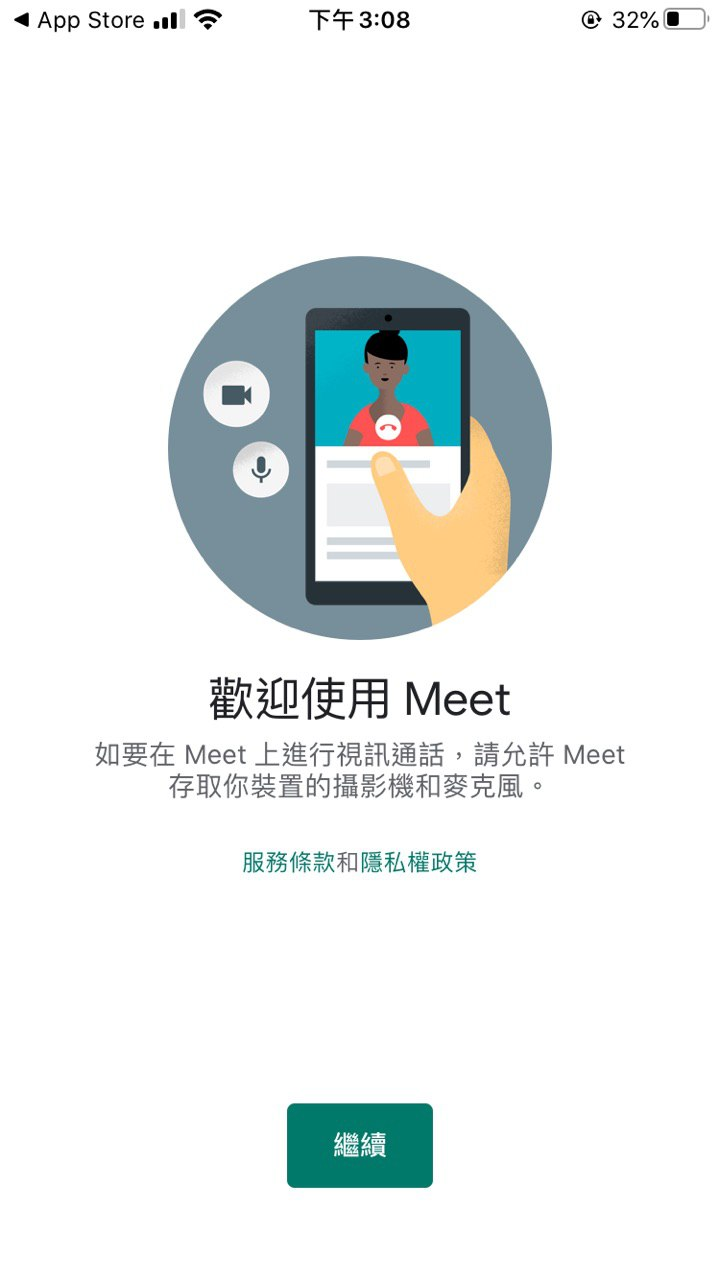 App Store 下午3:08 32%
歡迎使用 Meet
如要在 Meet 上進行視訊通話，請允許 Meet
存取你裝置的攝影機和麥克風。
服務條款和隱私權政策
繼續